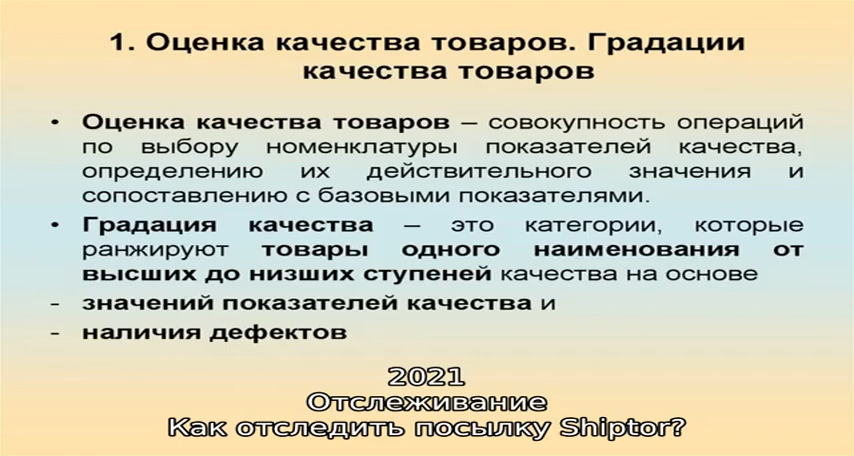 1. Оценка качества товаров. Градации
качества товаров
• Оценка качества товаров – совокупность операций
по выбору номенклатуры показателей качества,
определению их действительного значения и
сопоставлению с базовыми показателями.
• Градация качества – это категории, которые
ранжируют товары одного наименования от
высших до низших ступеней качества на основе
- значений показателей качества и
- наличия дефектов
2021
Отслеживание
Как отследить посылку Shiptor?